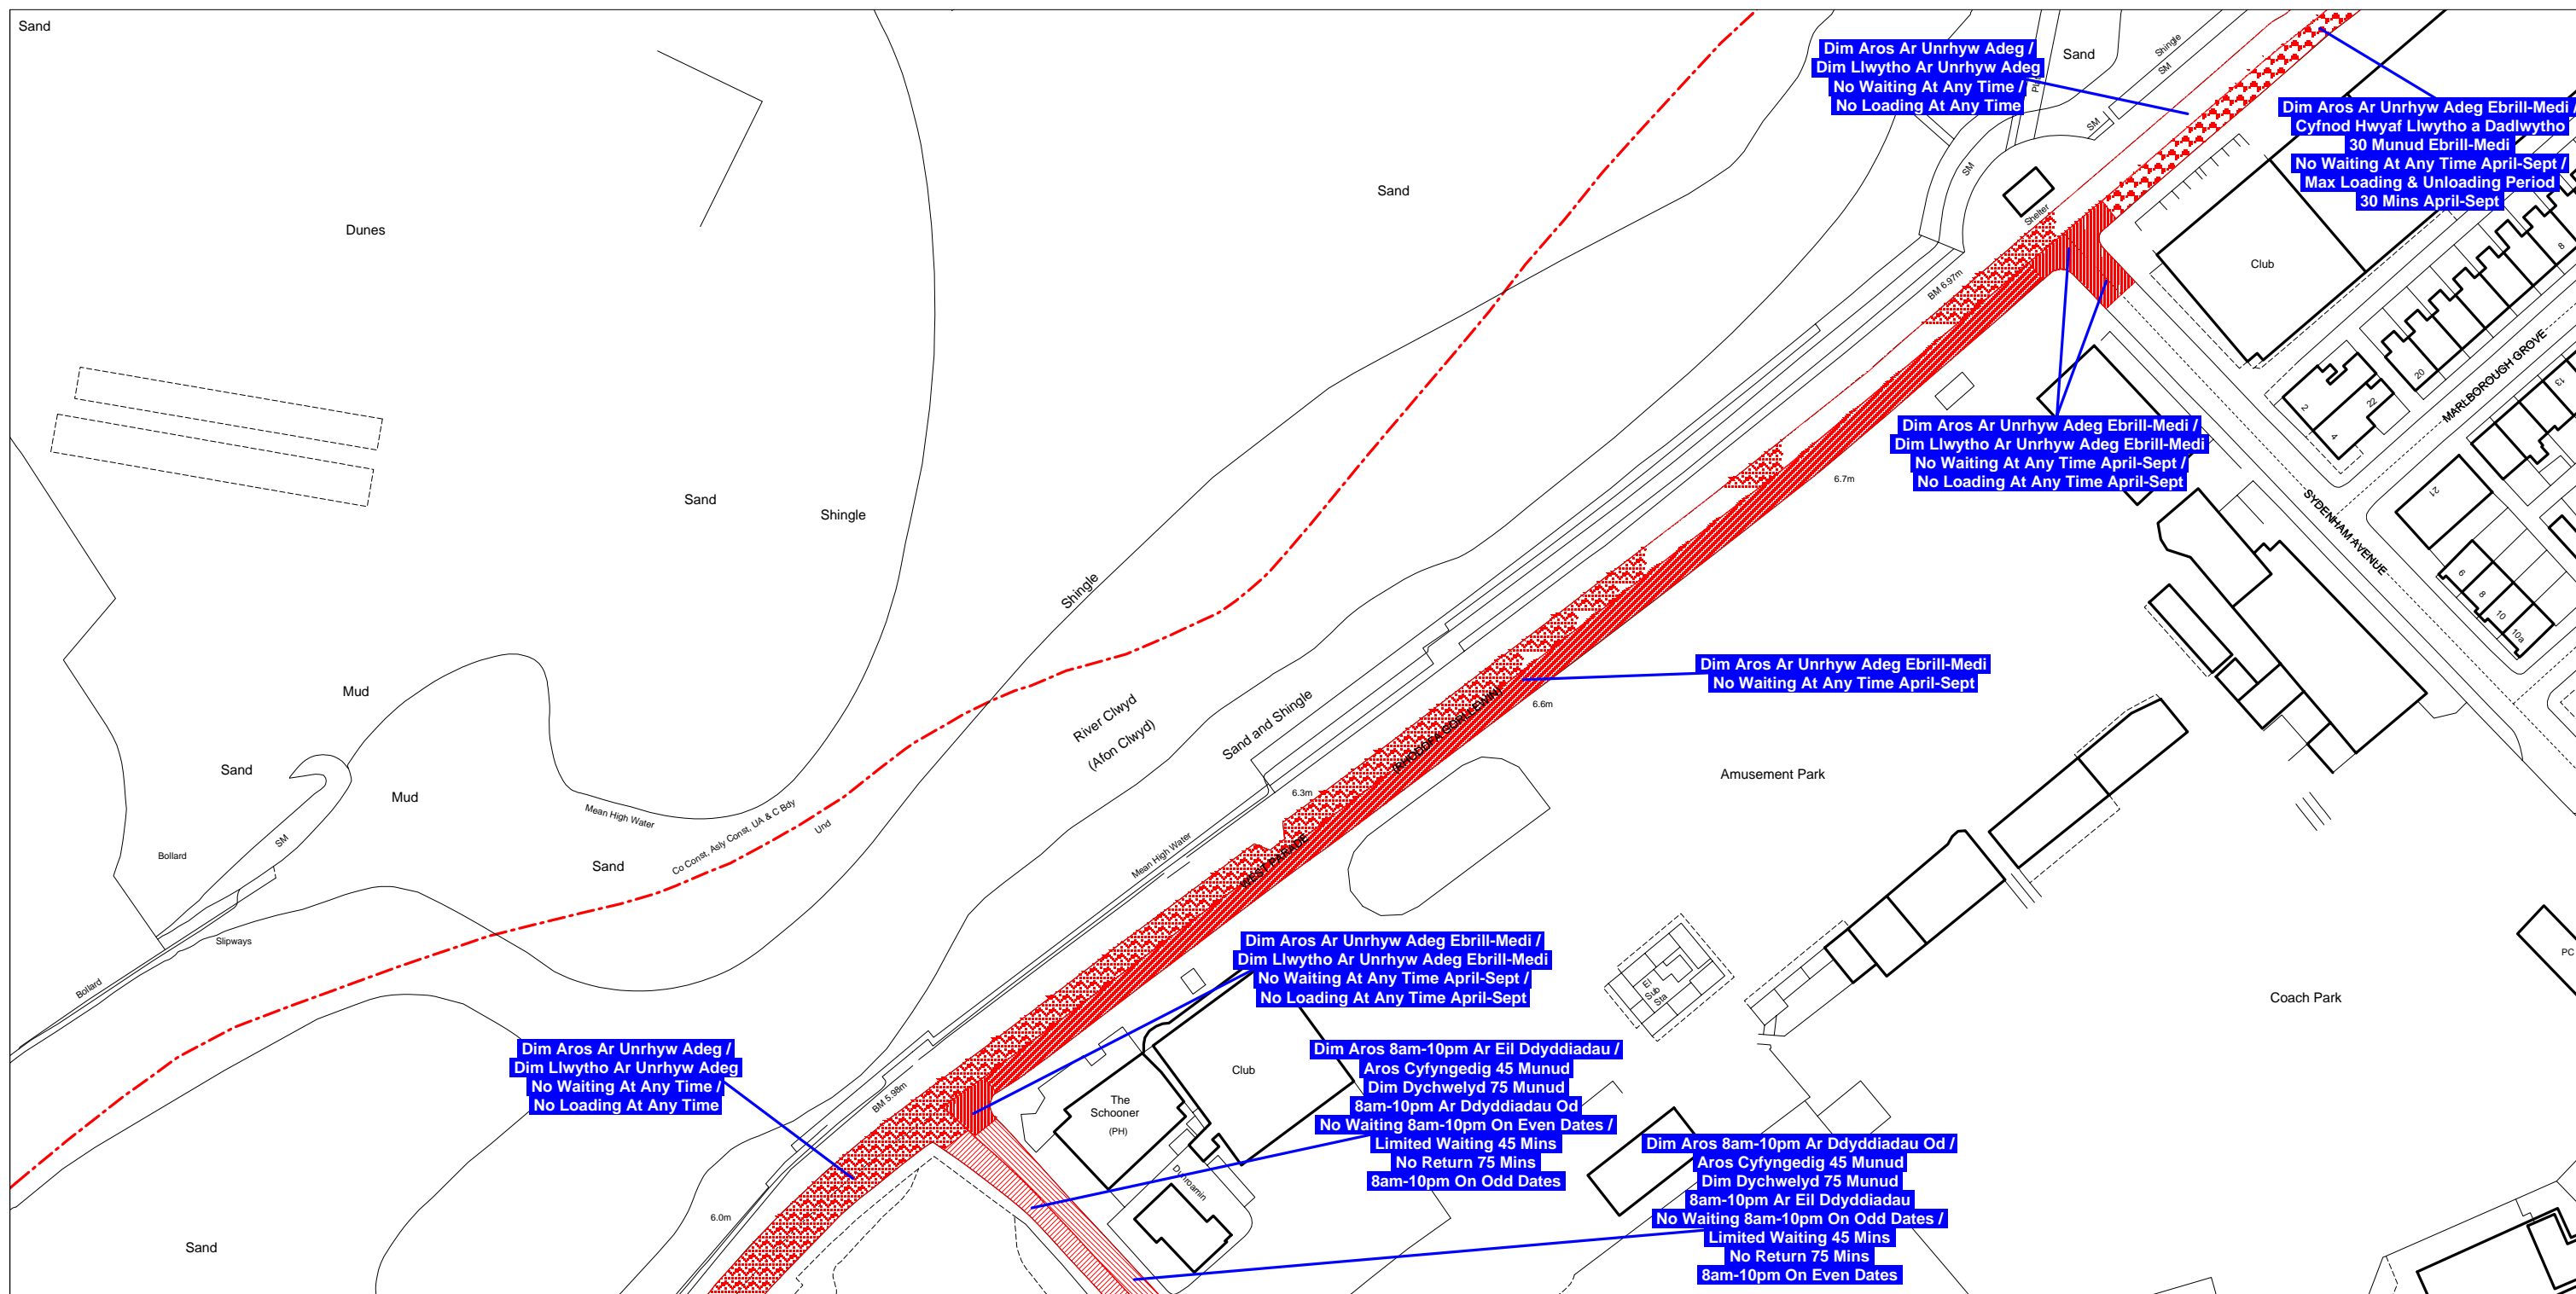 Sand
Dunes
Sand
Sand
Shingle
Shingle
Mud
Sand
Mud
Bollard
SM
Slipways
Bollard
Mean High Water
Sand
Co Const, Asly Const, UA & C Bdy
Und
River Clwyd
(Afon Clwyd)
Sand and Shingle
Mean High Water
6.3m
WEST PARADE
(RHODDFA GORLLEWIN)
6.6m
6.7m
BM 6.97m
Shelter
SM
SM
SM
Shingle
Sand
Dim Aros Ar Unrhyw Adeg /
Dim Llwytho Ar Unrhyw Adeg
No Waiting At Any Time /
No Loading At Any Time
Dim Aros Ar Unrhyw Adeg Ebrill-Medi /
Cyfnod Hwyaf Llwytho a Dadlwytho
30 Munud Ebrill-Medi
No Waiting At Any Time April-Sept /
Max Loading & Unloading Period
30 Mins April-Sept
Club
8
20
22
2
4
13
MARLBOROUGH GROVE
SYDENHAM AVENUE
21
6
8
10
10a
Dim Aros Ar Unrhyw Adeg Ebrill-Medi /
Dim Llwytho Ar Unrhyw Adeg Ebrill-Medi
No Waiting At Any Time April-Sept /
No Loading At Any Time April-Sept
Dim Aros Ar Unrhyw Adeg Ebrill-Medi
No Waiting At Any Time April-Sept
Amusement Park
El
Sub
Sta
PC
Coach Park
Dim Aros Ar Unrhyw Adeg Ebrill-Medi /
Dim Llwytho Ar Unrhyw Adeg Ebrill-Medi
No Waiting At Any Time April-Sept /
No Loading At Any Time April-Sept
Dim Aros Ar Unrhyw Adeg /
Dim Llwytho Ar Unrhyw Adeg
No Waiting At Any Time /
No Loading At Any Time
BM 5.98m
6.0m
Sand
The
Schooner
(PH)
Club
Dim Aros 8am-10pm Ar Eil Ddyddiadau /
Aros Cyfyngedig 45 Munud
Dim Dychwelyd 75 Munud
8am-10pm Ar Ddyddiadau Od
No Waiting 8am-10pm On Even Dates /
Limited Waiting 45 Mins
No Return 75 Mins
8am-10pm On Odd Dates
Dim Aros 8am-10pm Ar Ddyddiadau Od /
Aros Cyfyngedig 45 Munud
Dim Dychwelyd 75 Munud
8am-10pm Ar Eil Ddyddiadau
No Waiting 8am-10pm On Odd Dates /
Limited Waiting 45 Mins
No Return 75 Mins
8am-10pm On Even Dates